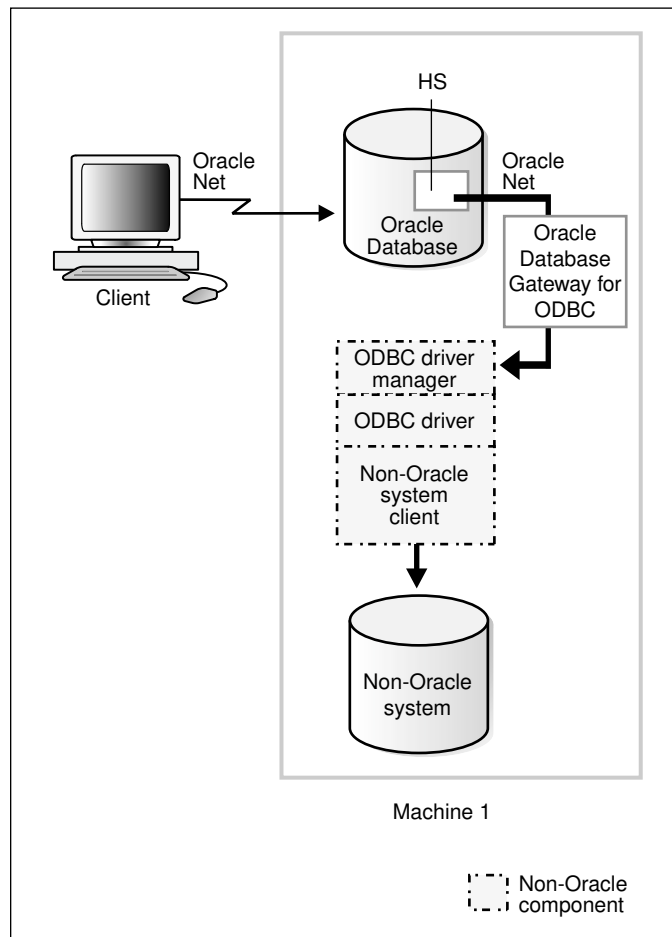 HS
Oracle
Net
Oracle
Net
Oracle
Database
Client
Oracle
Database
Gateway for
ODBC
ODBC driver
manager
ODBC driver
Non-Oracle
system
client
Non-Oracle
system
Machine 1
Non-Oracle
component